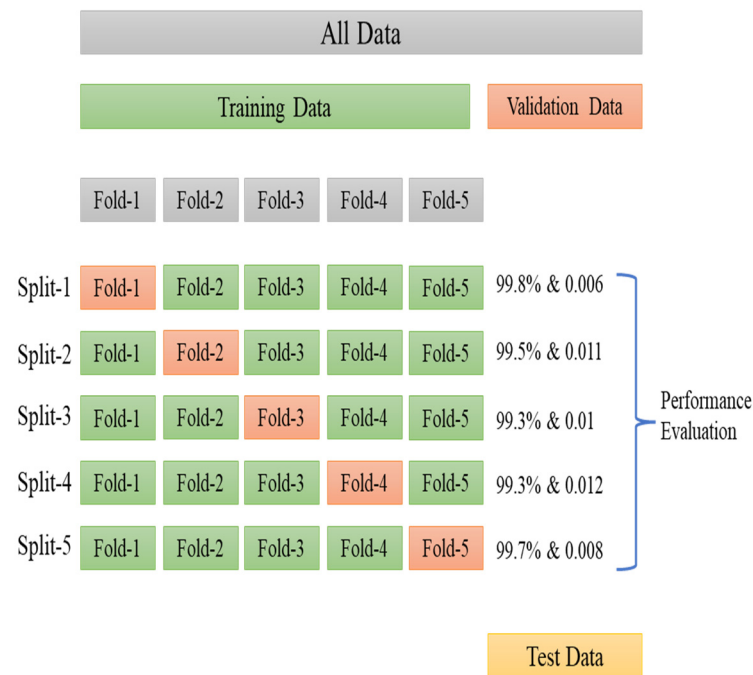 All Data
Training Data
Validation Data
Fold-1 Fold-2 Fold-3 Fold-4 Fold-5
Split-1 Fold-1 Fold-2 Fold-3 Fold-4 Fold-5 99.8% & 0.006
Split-2 Fold-1 Fold-2 Fold-3 Fold-4 Fold-5 99.5% & 0.011
Split-3 Fold-1 Fold-2 Fold-3 Fold-4 Fold-5 99.3% & 0.01
Split-4 Fold-1 Fold-2 Fold-3 Fold-4 Fold-5 99.3% & 0.012
Split-5 Fold-1 Fold-2 Fold-3 Fold-4 Fold-5 99.7% & 0.008
Performance
Evaluation
Test Data